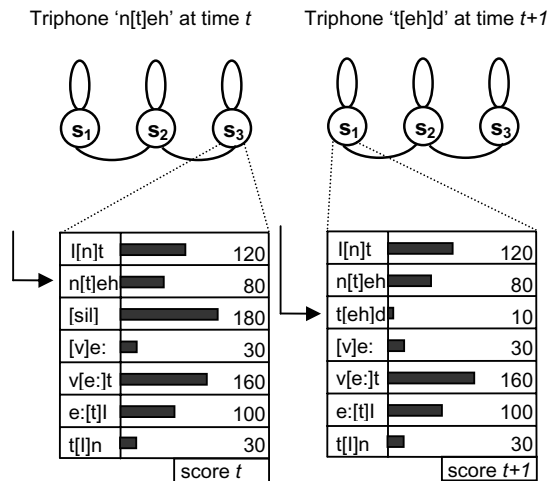 Triphone ‘n[t]eh’ at time t
Triphone ‘t[eh]d’ at time t+1
s1 s2 s3
s1 s2 s3
I[n]t 120
n[t]eh 80
[sil] 180
[v]e: 30
v[e:]t 160
e:[t]I 100
t[I]n 30
score t
I[n]t 120
n[t]eh 80
t[eh]d 10
[v]e: 30
v[e:]t 160
e:[t]I 100
t[I]n 30
score t+1